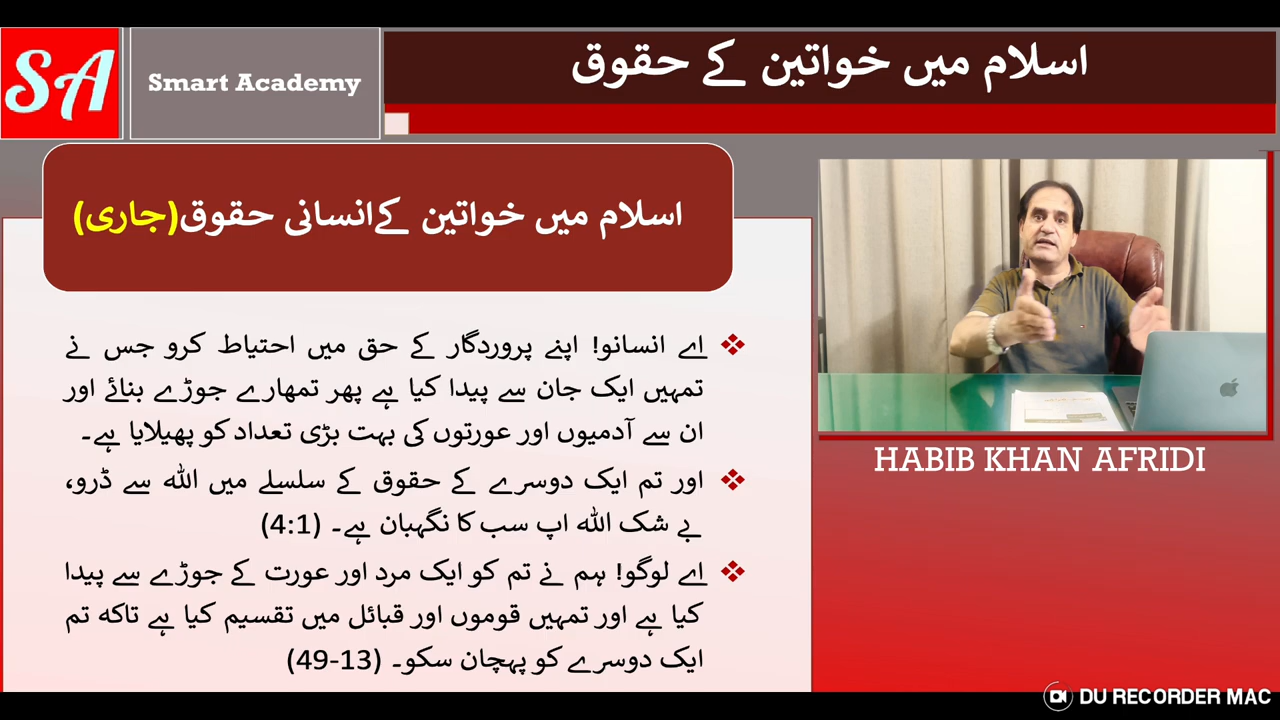 SA
Smart Academy
اسلام میں خواتین کے حقوق
اسلام میں خواتین کےانسانی حقوق(جاری)
اے انسانو! اپنے پروردگار کے حق میں احتیاط کرو جس نے
تمہیں ایک جان سے پیدا کیا ہے پھر تمھارے جوڑے بنائے اور
ان سے آدمیوں اور عورتوں کی بہت بڑی تعداد کو پھیلایا ہے۔
اور تم ایک دوسرے کے حقوق کے سلسلے میں اللہ سے ڈرو،
بے شک اللہ اپ سب کا نگہبان ہے۔ (4:1)
اے لوگو! ہم نے تم کو ایک مرد اور عورت کے جوڑے سے پیدا
کیا ہے اور تمہیں قوموں اور قبائل میں تقسیم کیا ہے تاکہ تم
ایک دوسرے کو پہچان سکو۔ (49-13)
HABIB KHAN AFRIDI
DU RECORDER MAC